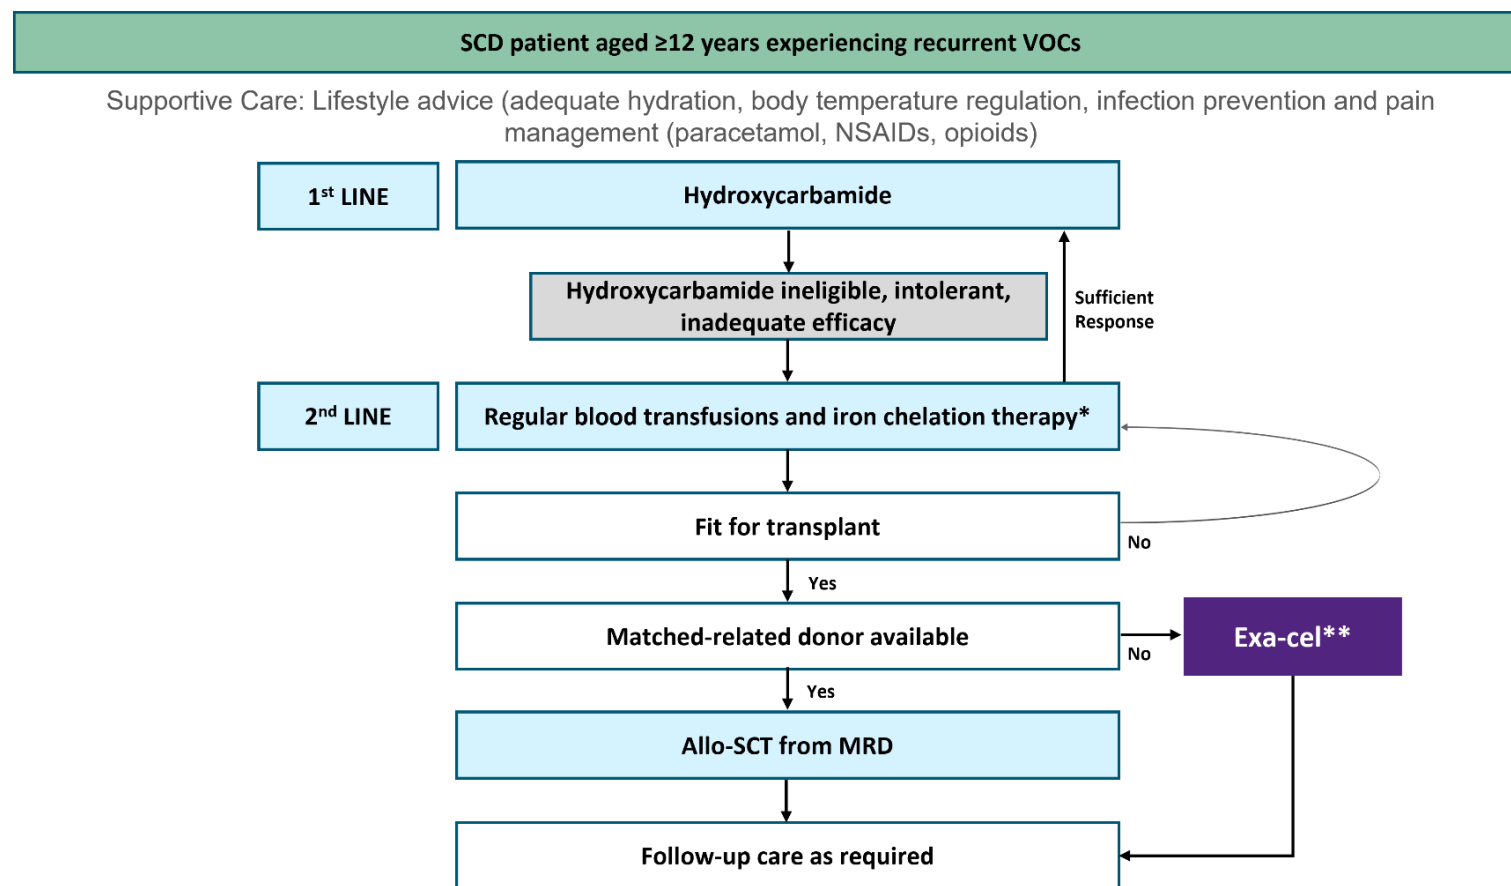 SCD patient aged ≥12 years experiencing recurrent VOCs
Supportive Care: Lifestyle advice (adequate hydration, body temperature regulation, infection prevention and pain
management (paracetamol, NSAIDs, opioids)
1st LINE
Hydroxycarbamide
Hydroxycarbamide ineligible, intolerant,
inadequate efficacy
Sufficient
Response
2nd LINE
Regular blood transfusions and iron chelation therapy*
Fit for transplant
No
Yes
Matched-related donor available
No
Exa-cel**
Yes
Allo-SCT from MRD
Follow-up care as required